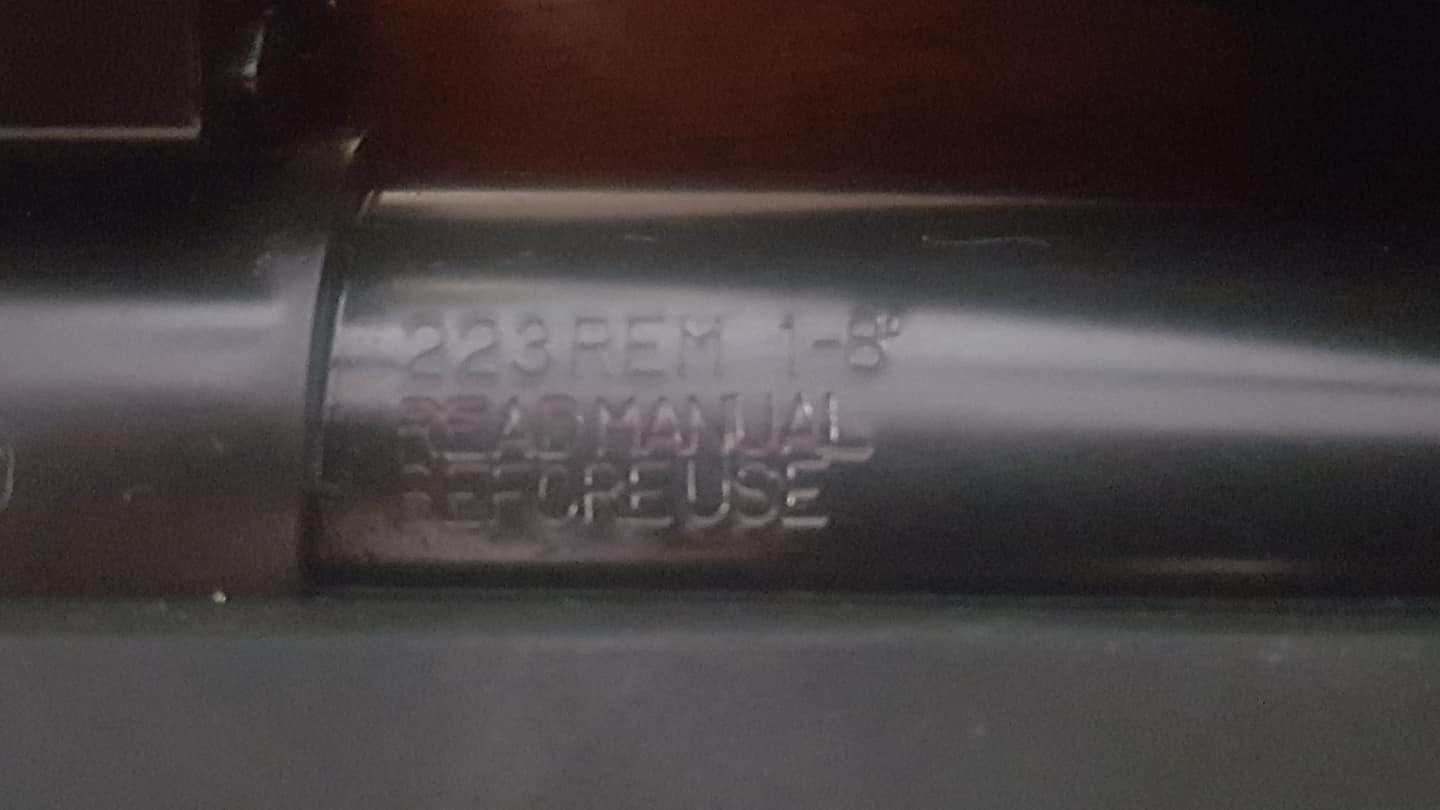 223 REM 1-8"
READ MANUAL
BEFORE USE